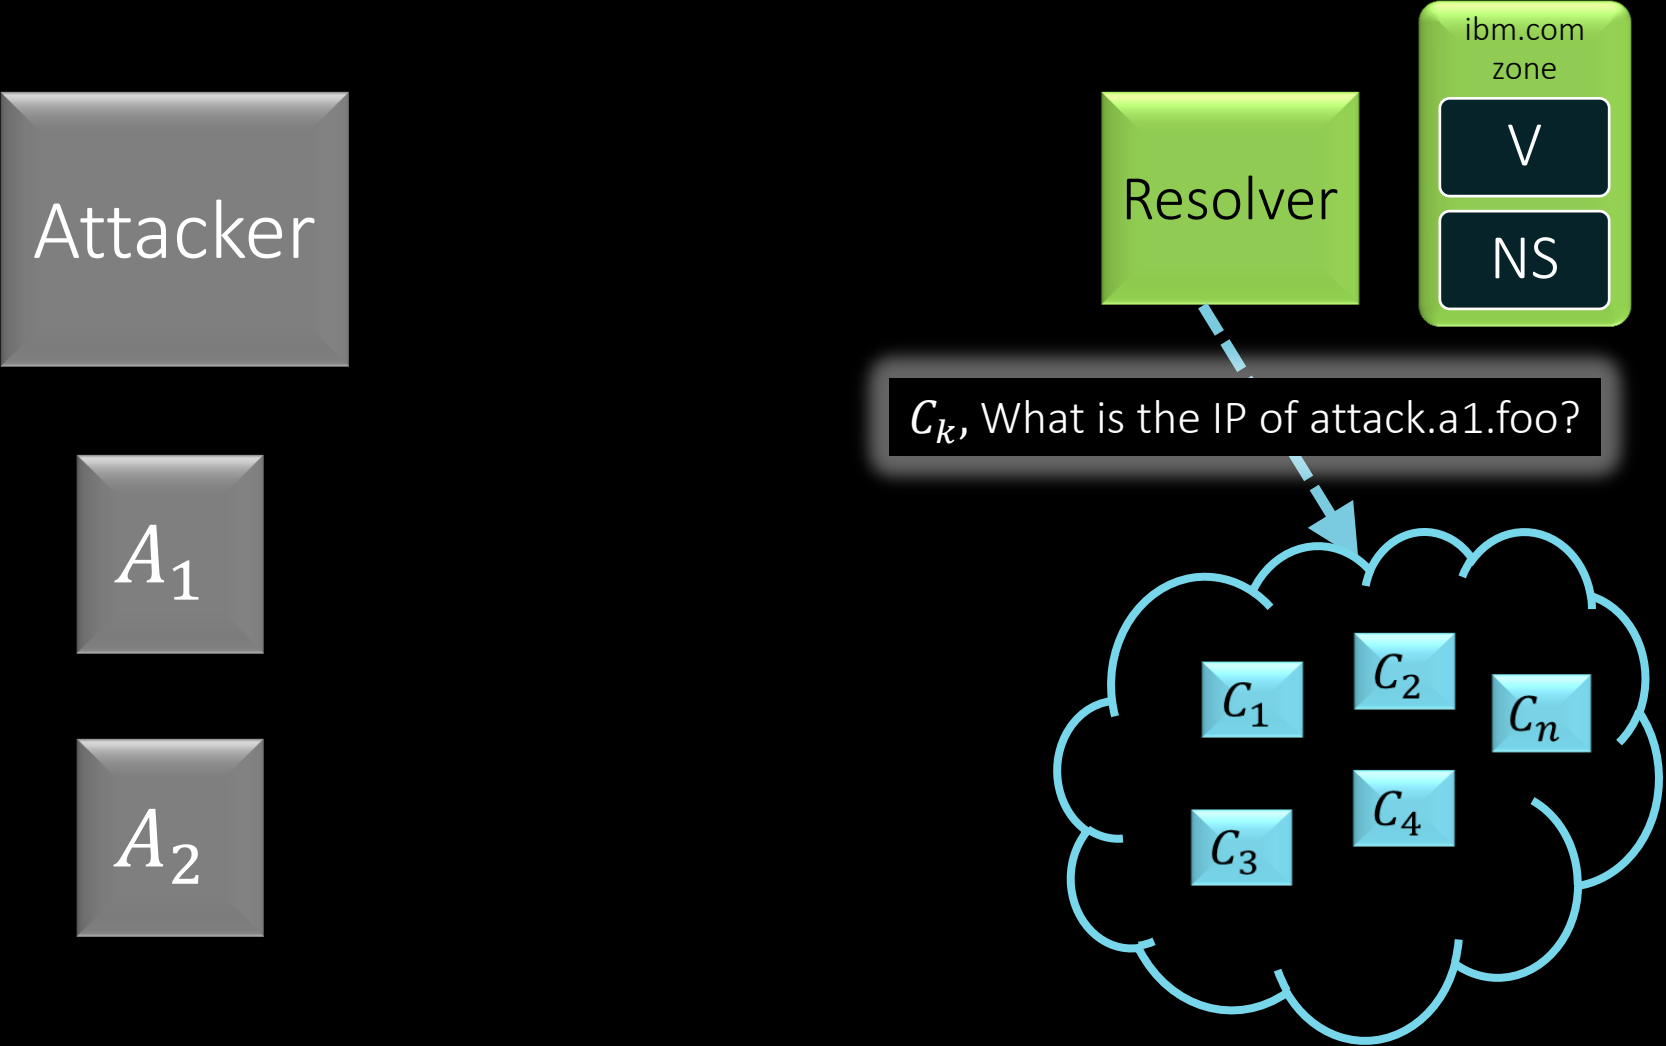 ibm.com
zone
V
NS
Attacker
Resolver
Cₖ, What is the IP of attack.a1.foo?
A₁
A₂
C₁
C₂
Cₙ
C₃
C₄